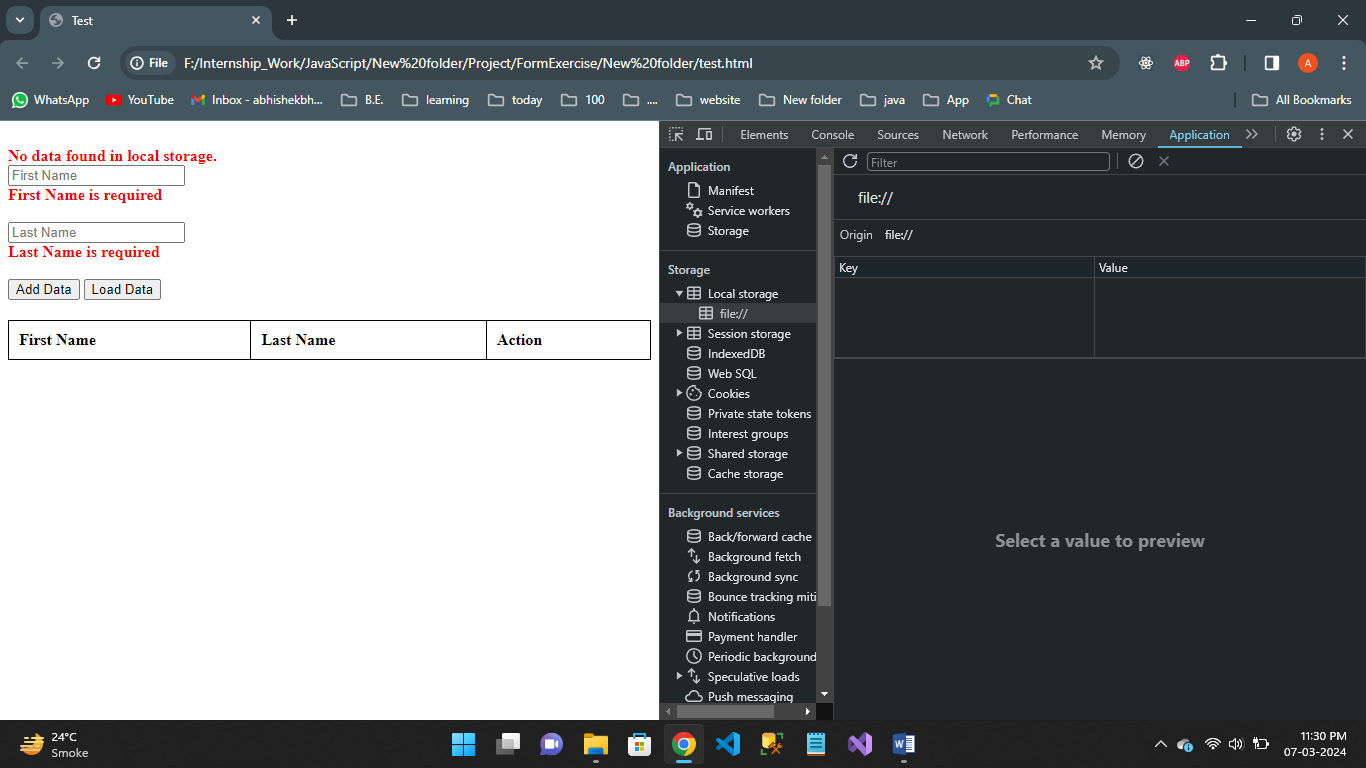 Test
File
F:/Internship_Work/JavaScript/New%20folder/Project/FormExercise/New%20folder/test.html
ABP
A
WhatsApp YouTube Inbox - abhishekbh... B.E. learning today 100 .... website New folder java App Chat All Bookmarks
No data found in local storage.
First Name
First Name is required
Last Name
Last Name is required
Add Data Load Data
First Name Last Name Action
Elements Console Sources Network Performance Memory Application
Application
Manifest
Service workers
Storage
Storage
Local storage
file://
Session storage
IndexedDB
Web SQL
Cookies
Private state tokens
Interest groups
Shared storage
Cache storage
Background services
Back/forward cache
Background fetch
Background sync
Bounce tracking miti
Notifications
Payment handler
Periodic background
Speculative loads
Push messaging
Filter
file://
Origin file://
Key Value
Select a value to preview
24°C
Smoke
11:30 PM
07-03-2024